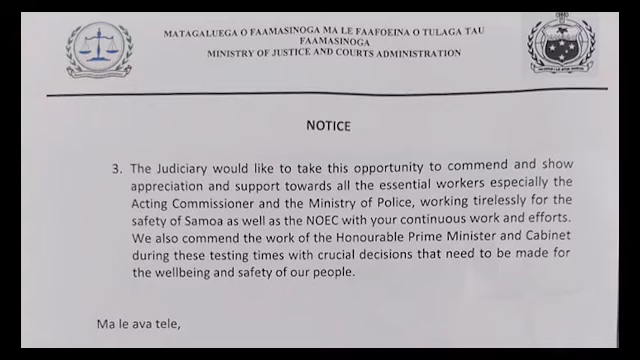 MATAGALUEGA O FAAMASINOGA MA LE FAAFOEINA O TULAGA TAU
FAAMASINOGA
MINISTRY OF JUSTICE AND COURTS ADMINISTRATION
NOTICE
3. The Judiciary would like to take this opportunity to commend and show
appreciation and support towards all the essential workers especially the
Acting Commissioner and the Ministry of Police, working tirelessly for the
safety of Samoa as well as the NOEC with your continuous work and efforts.
We also commend the work of the Honourable Prime Minister and Cabinet
during these testing times with crucial decisions that need to be made for
the wellbeing and safety of our people.
Ma le ava tele,